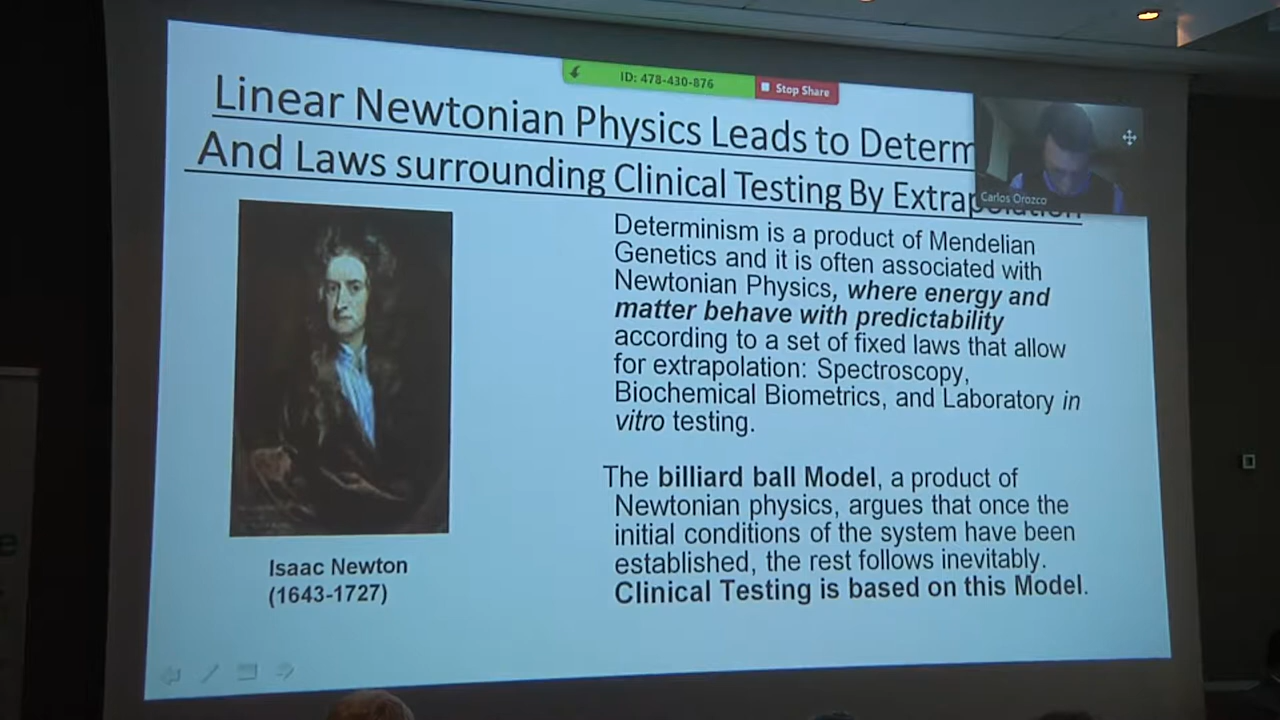 ID: 478-430-876
Stop Share
Linear Newtonian Physics Leads to Determ
And Laws surrounding Clinical Testing By Extrapolation
Carlos Orozco
Determinism is a product of Mendelian
Genetics and it is often associated with
Newtonian Physics, where energy and
matter behave with predictability
according to a set of fixed laws that allow
for extrapolation: Spectroscopy,
Biochemical Biometrics, and Laboratory in
vitro testing.
The billiard ball Model, a product of
Newtonian physics, argues that once the
initial conditions of the system have been
established, the rest follows inevitably.
Clinical Testing is based on this Model.
Isaac Newton
(1643-1727)